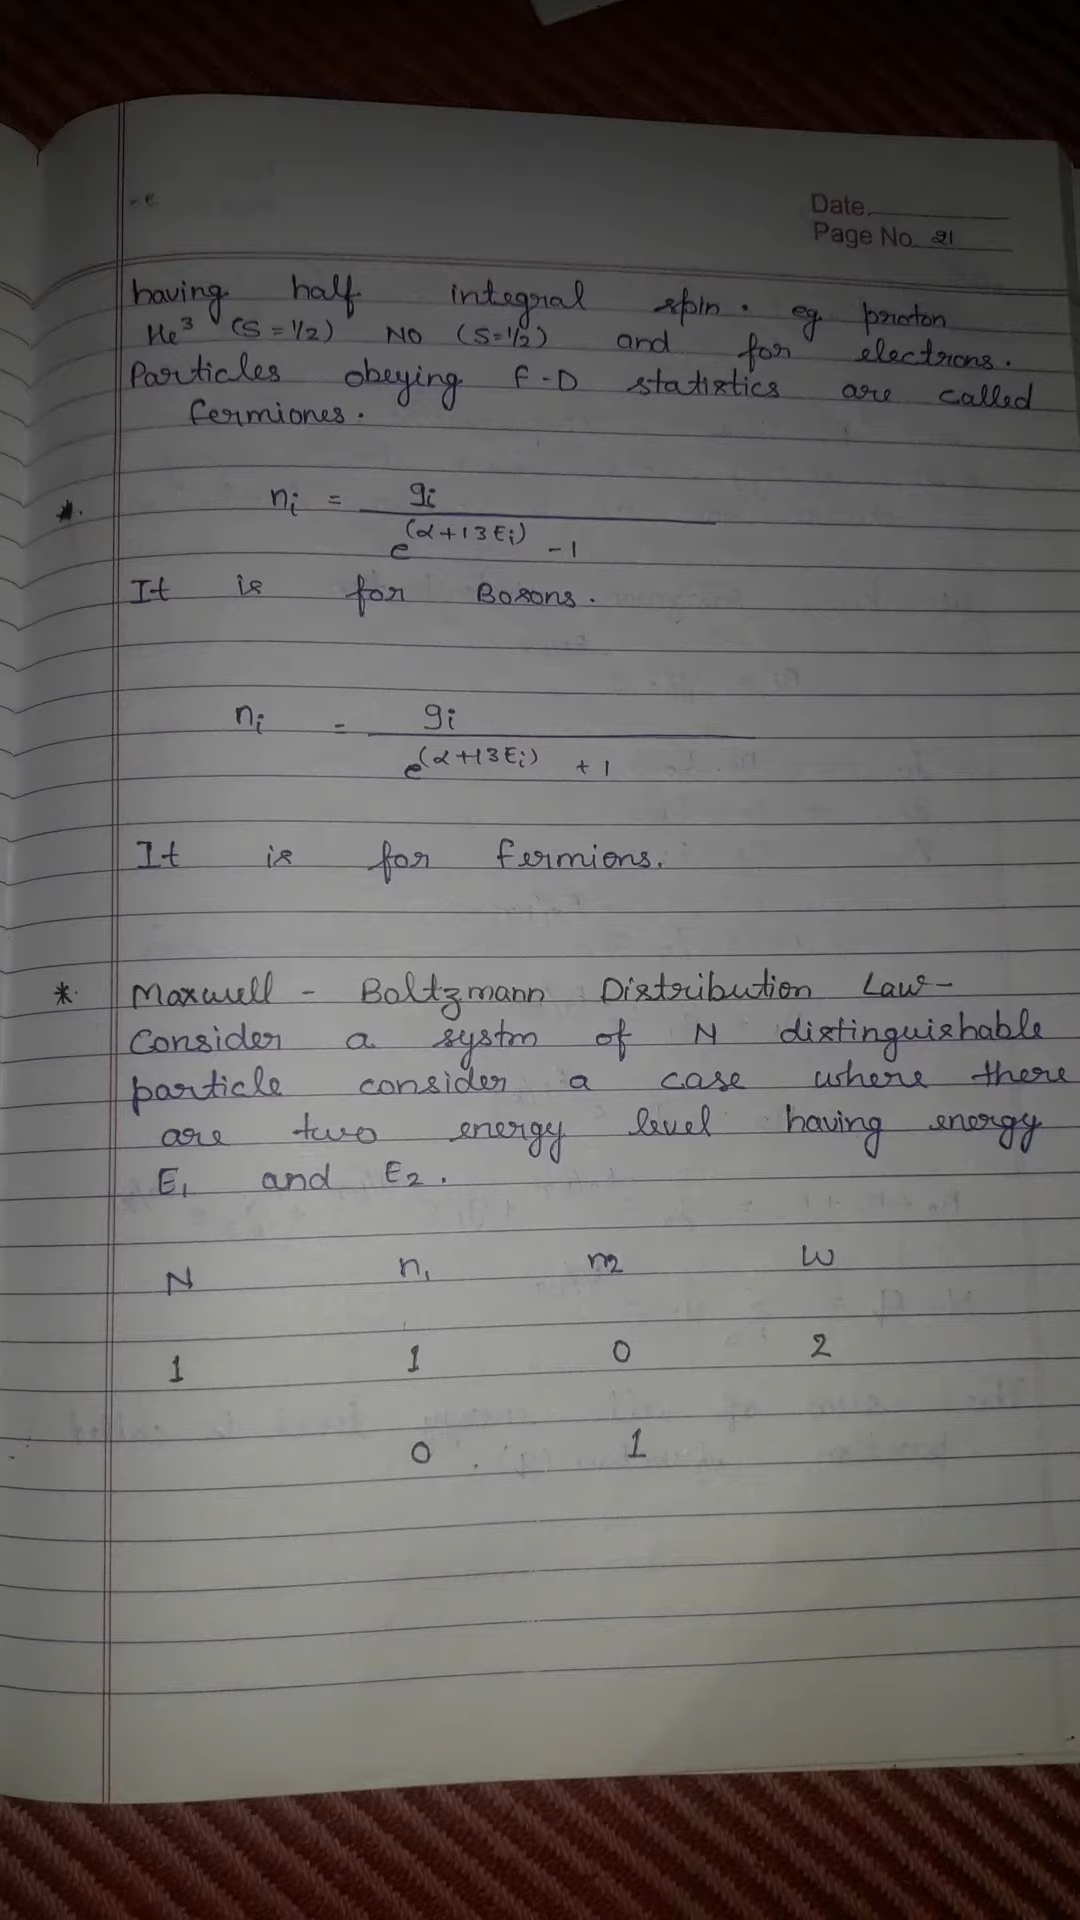 Date
Page No. 21
having half integral spin. eg proton
He³ (S=1/2) NO (S=1/2) and for electrons.
Particles obeying F-D statistics are called
fermiones.
*. ni = gi / e^(α+βEi) - 1
It is for Bosons.
ni = gi / e^(α+βEi) + 1
It is for fermions.
*. Maxwell - Boltzmann Distribution Law-
Consider a systm of N distinguishable
particle consider a case where there
are two energy level having energy
E₁ and E₂.
N n₁ n₂ W
1 1 0 2
0 1